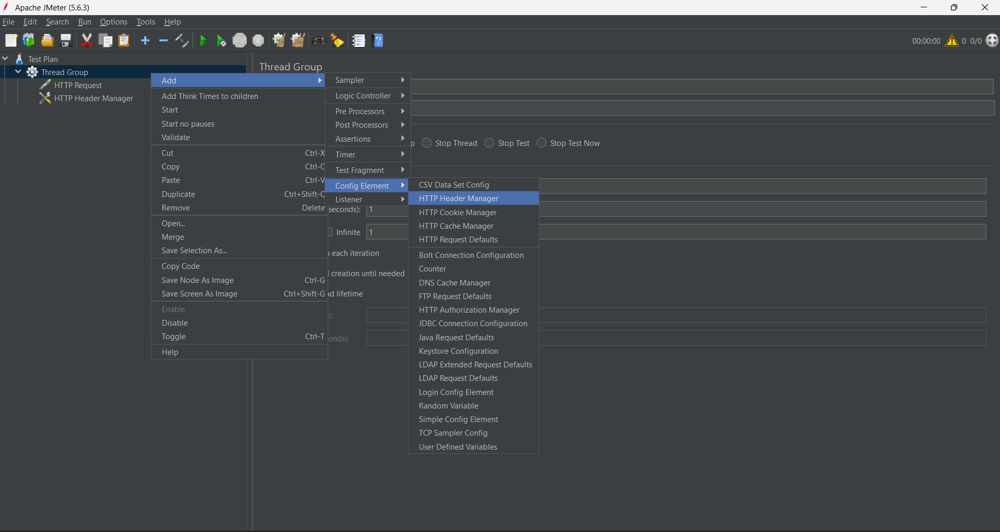 Apache JMeter (5.6.3)
File Edit Search Run Options Tools Help
STOP
00:00:00 0 0/0
Test Plan
Thread Group
HTTP Request
HTTP Header Manager
Thread Group
Add
Add Think Times to children
Start
Start no pauses
Validate
Cut Ctrl-X
Copy Ctrl-C
Paste Ctrl-V
Duplicate Ctrl+Shift-C
Remove Delete
Open...
Merge
Save Selection As...
Copy Code
Save Node As Image Ctrl-G
Save Screen As Image Ctrl+Shift-G
Enable
Disable
Toggle Ctrl-T
Help
Sampler
Logic Controller
Pre Processors
Post Processors
Assertions
Timer
Test Fragment
Config Element
Listener
CSV Data Set Config
HTTP Header Manager
HTTP Cookie Manager
HTTP Cache Manager
HTTP Request Defaults
Bolt Connection Configuration
Counter
DNS Cache Manager
FTP Request Defaults
HTTP Authorization Manager
JDBC Connection Configuration
Java Request Defaults
Keystore Configuration
LDAP Extended Request Defaults
LDAP Request Defaults
Login Config Element
Random Variable
Simple Config Element
TCP Sampler Config
User Defined Variables
p Stop Thread Stop Test Stop Test Now
seconds): 1
Infinite 1
each iteration
creation until needed
d lifetime
s):
onds):